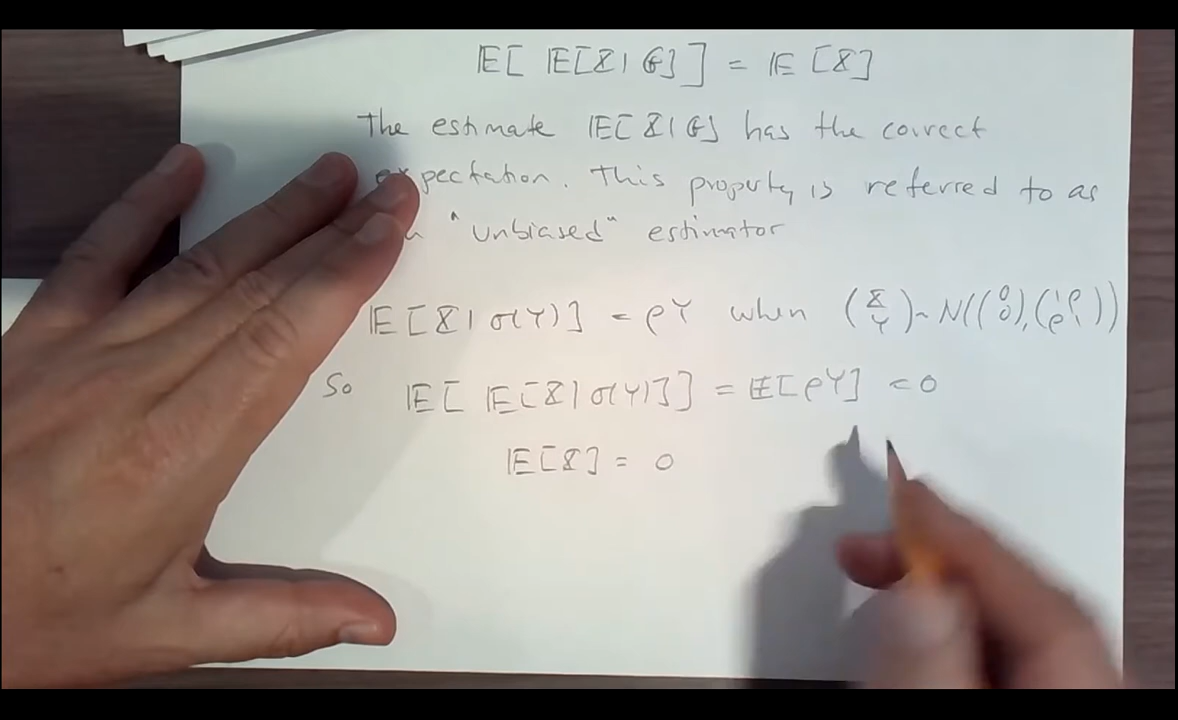 𝔼[ 𝔼[X | G] ] = 𝔼 [X]
The estimate 𝔼[ X | G] has the correct
expectation. This property is referred to as
"unbiased" estimator
𝔼[X | σ(Y)] = ρY when (X Y) ~ N((0 0), (1 ρ ρ 1))
So 𝔼[ 𝔼[X | σ(Y)]] = 𝔼[ρY] = 0
𝔼[X] = 0